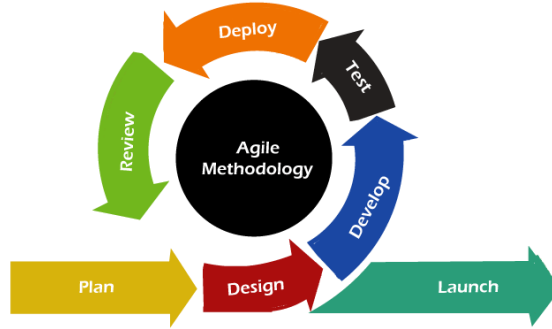 Deploy
Test
Review
Agile
Methodology
Develop
Plan
Design
Launch